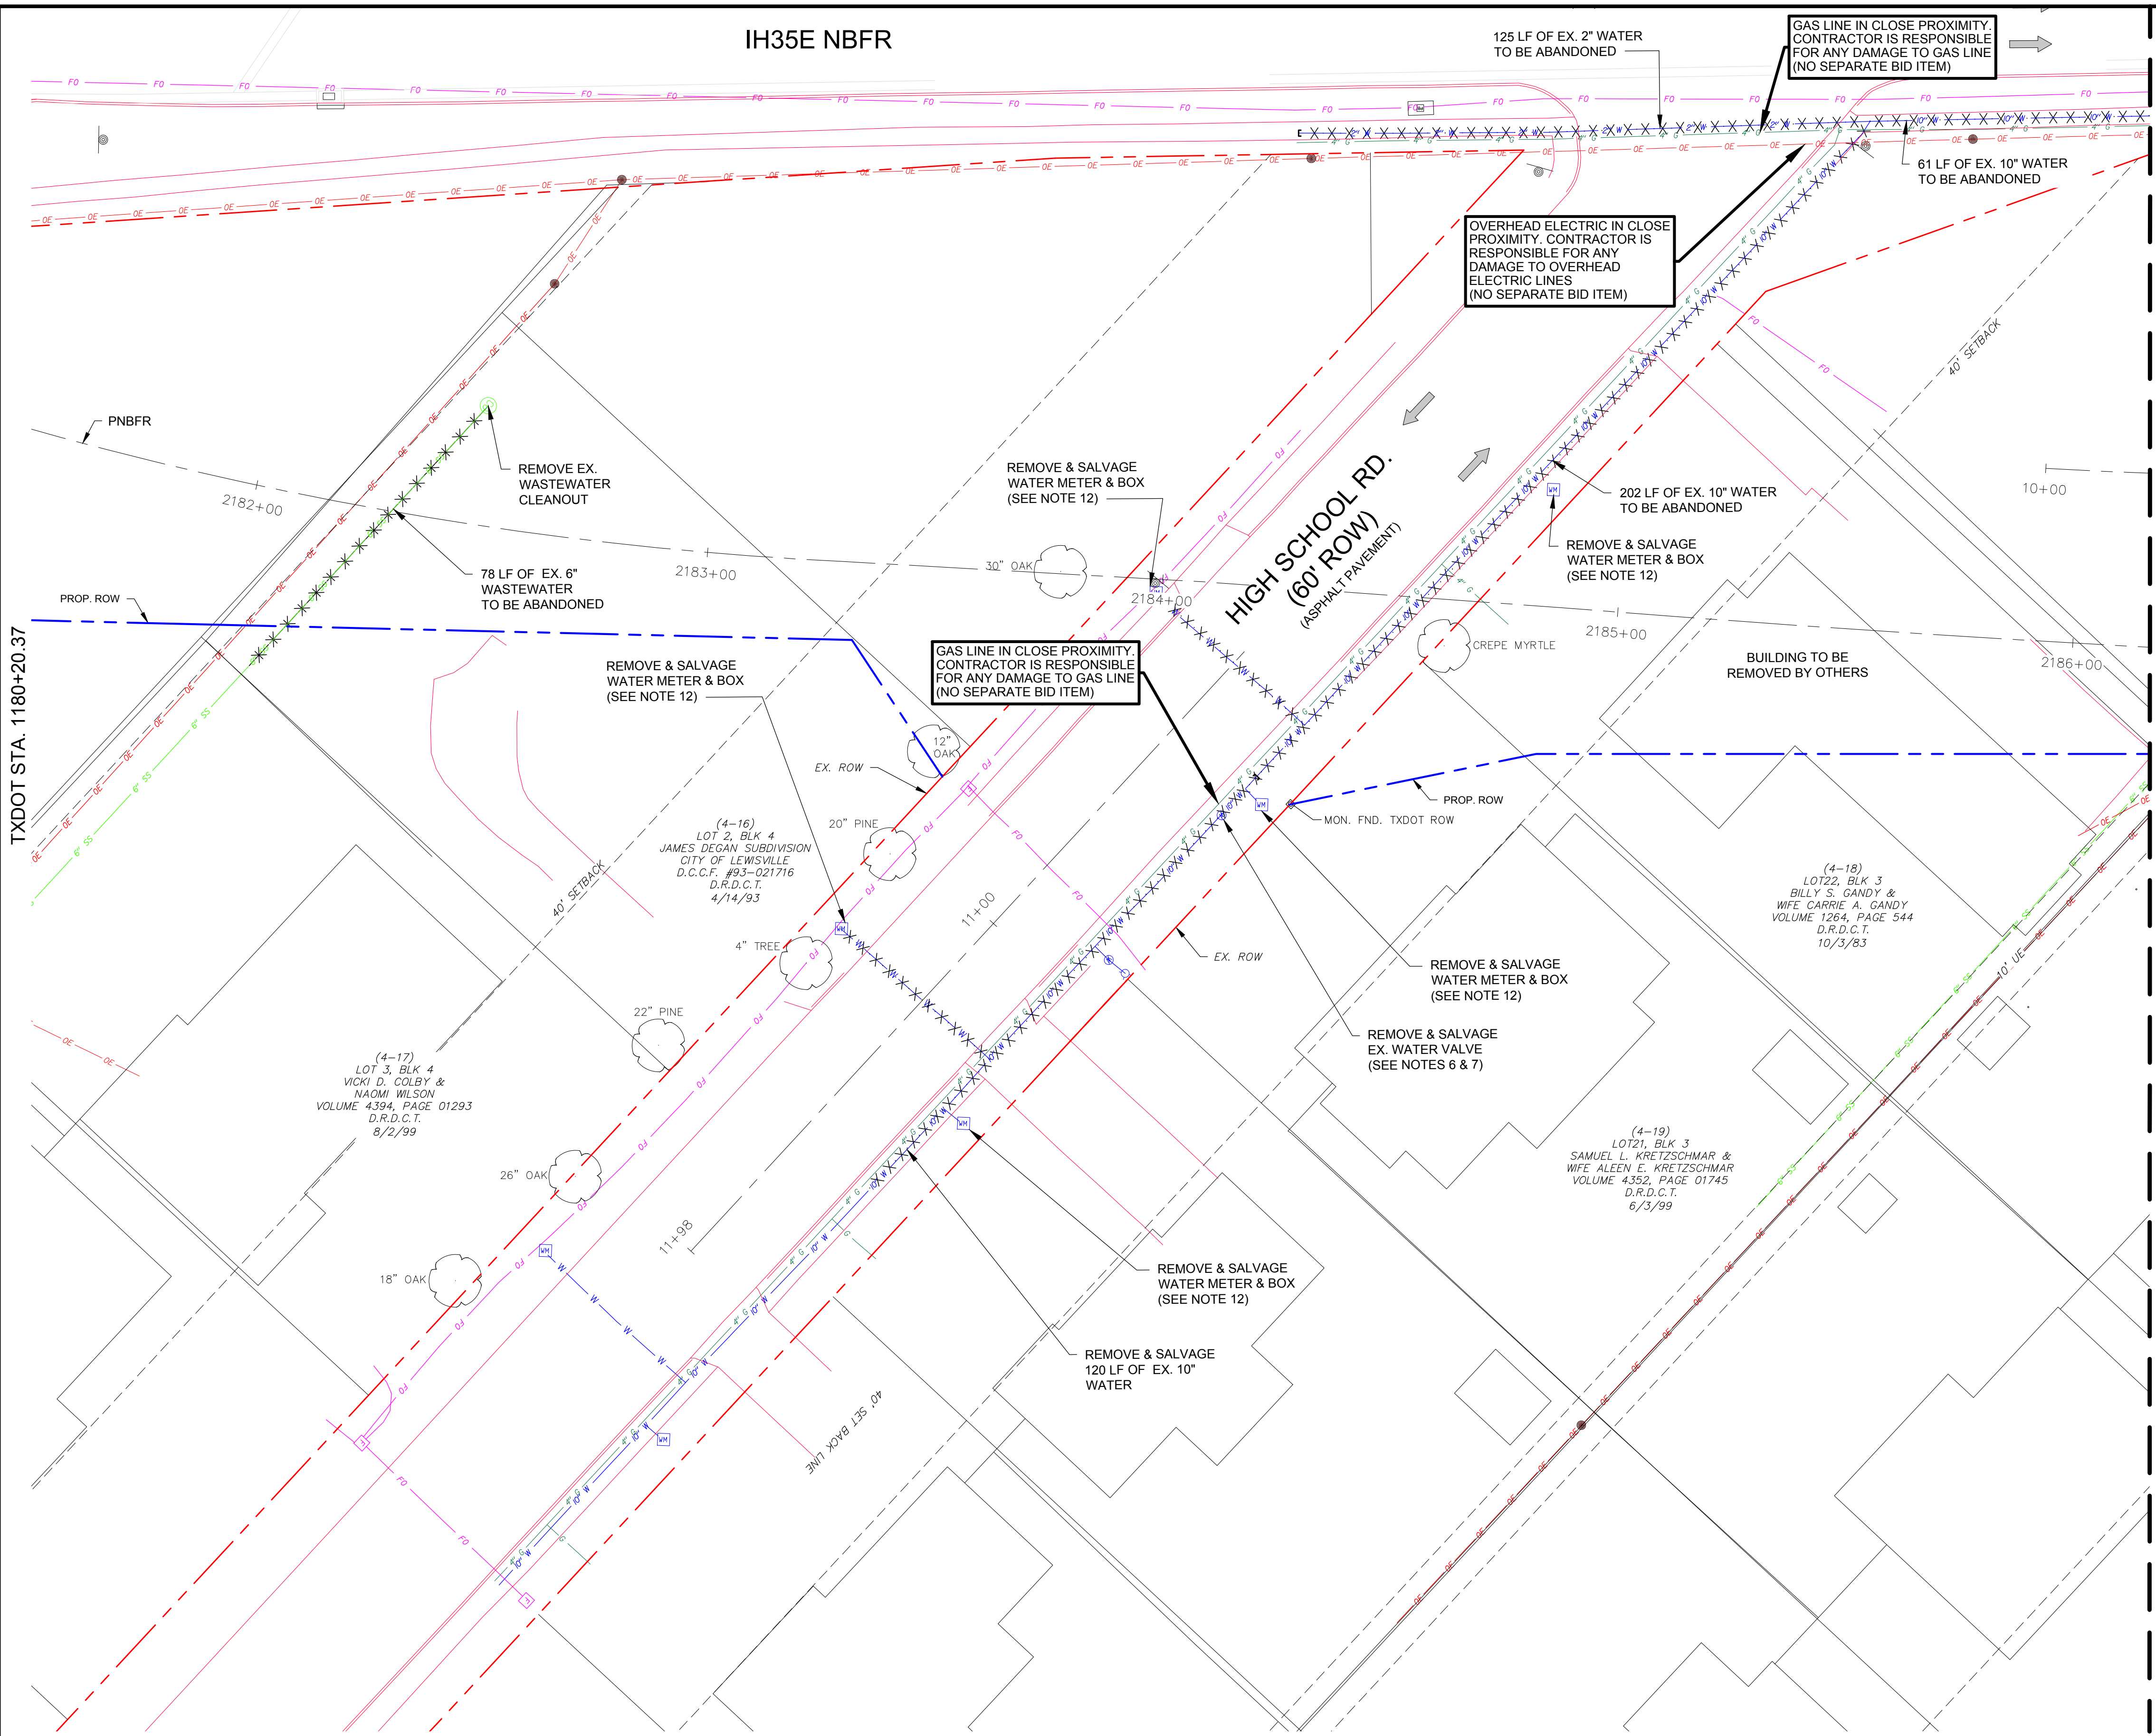 IH35E NBFR
125 LF OF EX. 2" WATER
TO BE ABANDONED
GAS LINE IN CLOSE PROXIMITY.
CONTRACTOR IS RESPONSIBLE
FOR ANY DAMAGE TO GAS LINE
(NO SEPARATE BID ITEM)
61 LF OF EX. 10" WATER
TO BE ABANDONED
OVERHEAD ELECTRIC IN CLOSE
PROXIMITY. CONTRACTOR IS
RESPONSIBLE FOR ANY
DAMAGE TO OVERHEAD
ELECTRIC LINES
(NO SEPARATE BID ITEM)
40' SETBACK
PNBFR
2182+00
REMOVE EX.
WASTEWATER
CLEANOUT
78 LF OF EX. 6"
WASTEWATER
TO BE ABANDONED
2183+00
REMOVE & SALVAGE
WATER METER & BOX
(SEE NOTE 12)
30" OAK
2184+00
HIGH SCHOOL RD.
(60' ROW)
(ASPHALT PAVEMENT)
202 LF OF EX. 10" WATER
TO BE ABANDONED
10+00
REMOVE & SALVAGE
WATER METER & BOX
(SEE NOTE 12)
WM
2185+00
CREPE MYRTLE
BUILDING TO BE
REMOVED BY OTHERS
2186+00
PROP. ROW
TXDOT STA. 1180+20.37
REMOVE & SALVAGE
WATER METER & BOX
(SEE NOTE 12)
GAS LINE IN CLOSE PROXIMITY.
CONTRACTOR IS RESPONSIBLE
FOR ANY DAMAGE TO GAS LINE
(NO SEPARATE BID ITEM)
12"
OAK
EX. ROW
20" PINE
(4-16)
LOT 2, BLK 4
JAMES DEGAN SUBDIVISION
CITY OF LEWISVILLE
D.C.C.F. #93-021716
D.R.D.C.T.
4/14/93
40' SETBACK
11+00
WM
PROP. ROW
MON. FND. TXDOT ROW
(4-18)
LOT22, BLK 3
BILLY S. GANDY &
WIFE CARRIE A. GANDY
VOLUME 1264, PAGE 544
D.R.D.C.T.
10/3/83
10' UE
WM
4" TREE
EX. ROW
REMOVE & SALVAGE
WATER METER & BOX
(SEE NOTE 12)
22" PINE
REMOVE & SALVAGE
EX. WATER VALVE
(SEE NOTES 6 & 7)
(4-17)
LOT 3, BLK 4
VICKI D. COLBY &
NAOMI WILSON
VOLUME 4394, PAGE 01293
D.R.D.C.T.
8/2/99
WM
(4-19)
LOT21, BLK 3
SAMUEL L. KRETZSCHMAR &
WIFE ALEEN E. KRETZSCHMAR
VOLUME 4352, PAGE 01745
D.R.D.C.T.
6/3/99
26" OAK
11+98
WM
18" OAK
REMOVE & SALVAGE
WATER METER & BOX
(SEE NOTE 12)
REMOVE & SALVAGE
120 LF OF EX. 10"
WATER
40' SET BACK LINE
WM